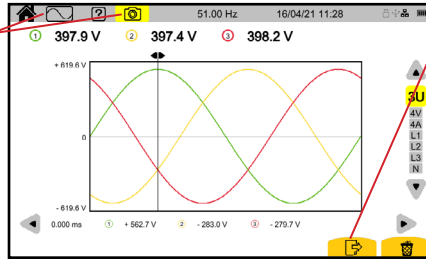 ? 51.00 Hz 16/04/21 11:28
1 397.9 V 2 397.4 V 3 398.2 V
+ 619.6 V
0
- 619.6 V
3U
4V
4A
L1
L2
L3
N
0.000 ms 1 + 562.7 V 2 - 283.0 V 3 - 279.7 V